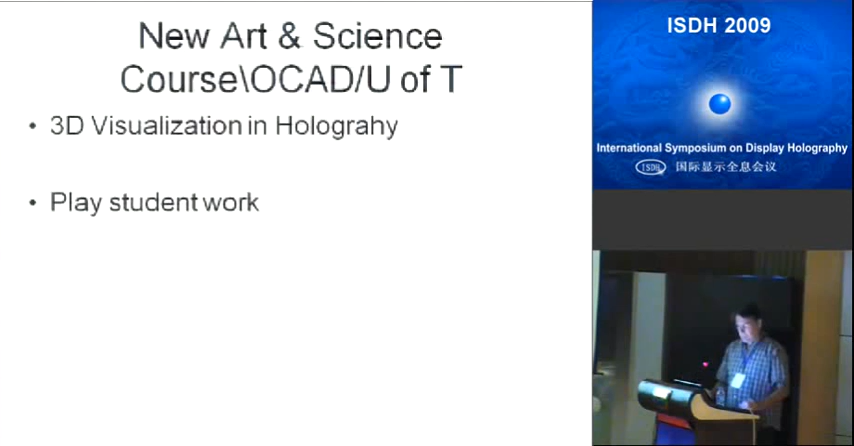 New Art & Science
Course\OCAD/U of T
• 3D Visualization in Holograhy
• Play student work
ISDH 2009
International Symposium on Display Holography
ISDH 国际显示全息会议